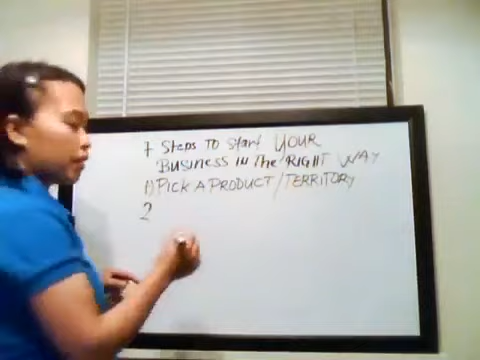 7 Steps To Start YOUR
BUSINESS IN The RIGHT WAY
1) PICK A PRODUCT/TERRITORY
2